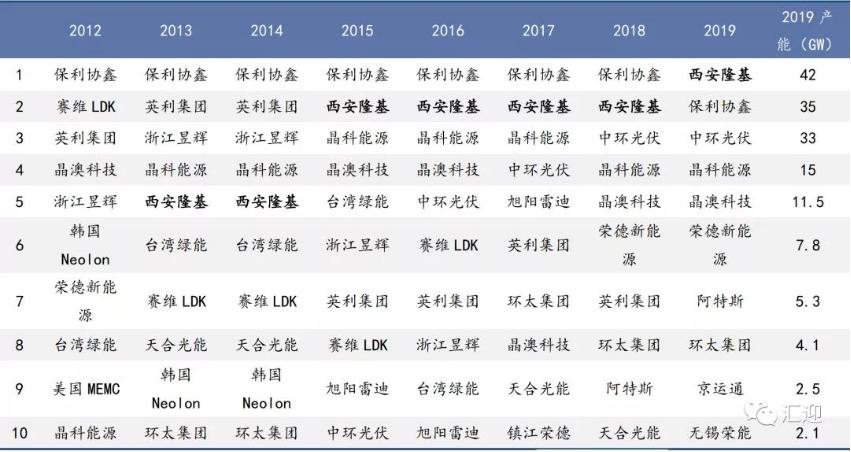 2012 2013 2014 2015 2016 2017 2018 2019 2019 产能（GW）
1 保利协鑫 保利协鑫 保利协鑫 保利协鑫 保利协鑫 保利协鑫 保利协鑫 西安隆基 42
2 赛维 LDK 英利集团 英利集团 西安隆基 西安隆基 西安隆基 西安隆基 保利协鑫 35
3 英利集团 浙江昱辉 浙江昱辉 晶科能源 晶科能源 晶科能源 中环光伏 中环光伏 33
4 晶澳科技 晶科能源 晶科能源 晶澳科技 晶澳科技 中环光伏 晶科能源 晶科能源 15
5 浙江昱辉 西安隆基 西安隆基 台湾绿能 中环光伏 旭阳雷迪 晶澳科技 晶澳科技 11.5
6 韩国 Neolon 台湾绿能 台湾绿能 浙江昱辉 赛维 LDK 英利集团 荣德新能源 荣德新能源 7.8
7 荣德新能源 赛维 LDK 赛维 LDK 英利集团 英利集团 环太集团 英利集团 阿特斯 5.3
8 台湾绿能 天合光能 天合光能 赛维 LDK 浙江昱辉 晶澳科技 环太集团 环太集团 4.1
9 美国 MEMC 韩国 Neolon 韩国 Neolon 旭阳雷迪 台湾绿能 天合光能 阿特斯 京运通 2.5
10 晶科能源 环太集团 环太集团 中环光伏 旭阳雷迪 镇江荣德 天合光能 无锡荣能 2.1
汇迎